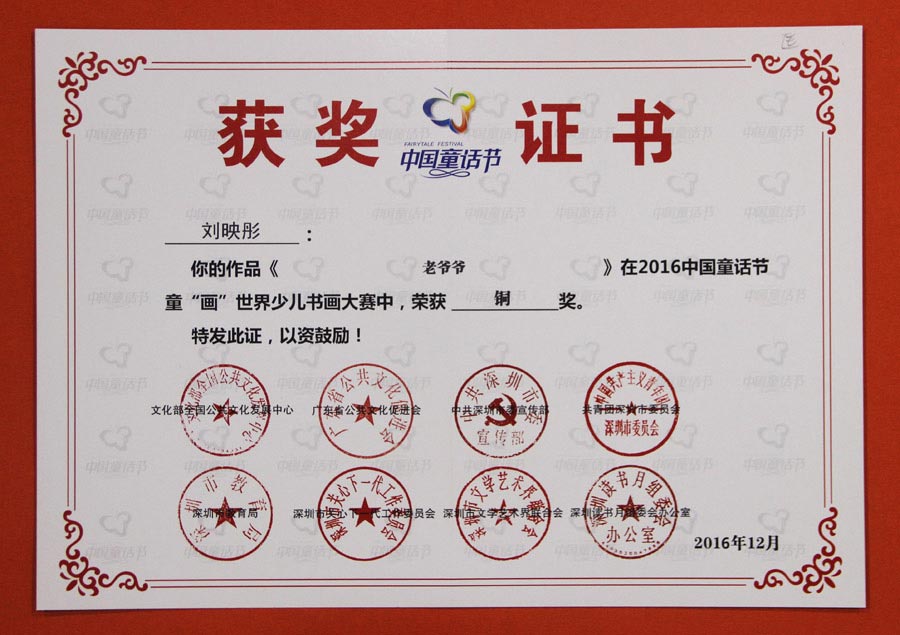 获奖证书
FAIRYTALE FESTIVAL
中国童话节
刘映彤：
你的作品《老爷爷》在2016中国童话节
童“画”世界少儿书画大赛中，荣获 铜 奖。
特发此证，以资鼓励！
文化部全国公共文化发展中心 广东省公共文化促进会 中共深圳市委宣传部 共青团深圳市委员会
深圳市教育局 深圳市关心下一代工作委员会 深圳市文学艺术界联合会 深圳读书月组委会办公室
2016年12月